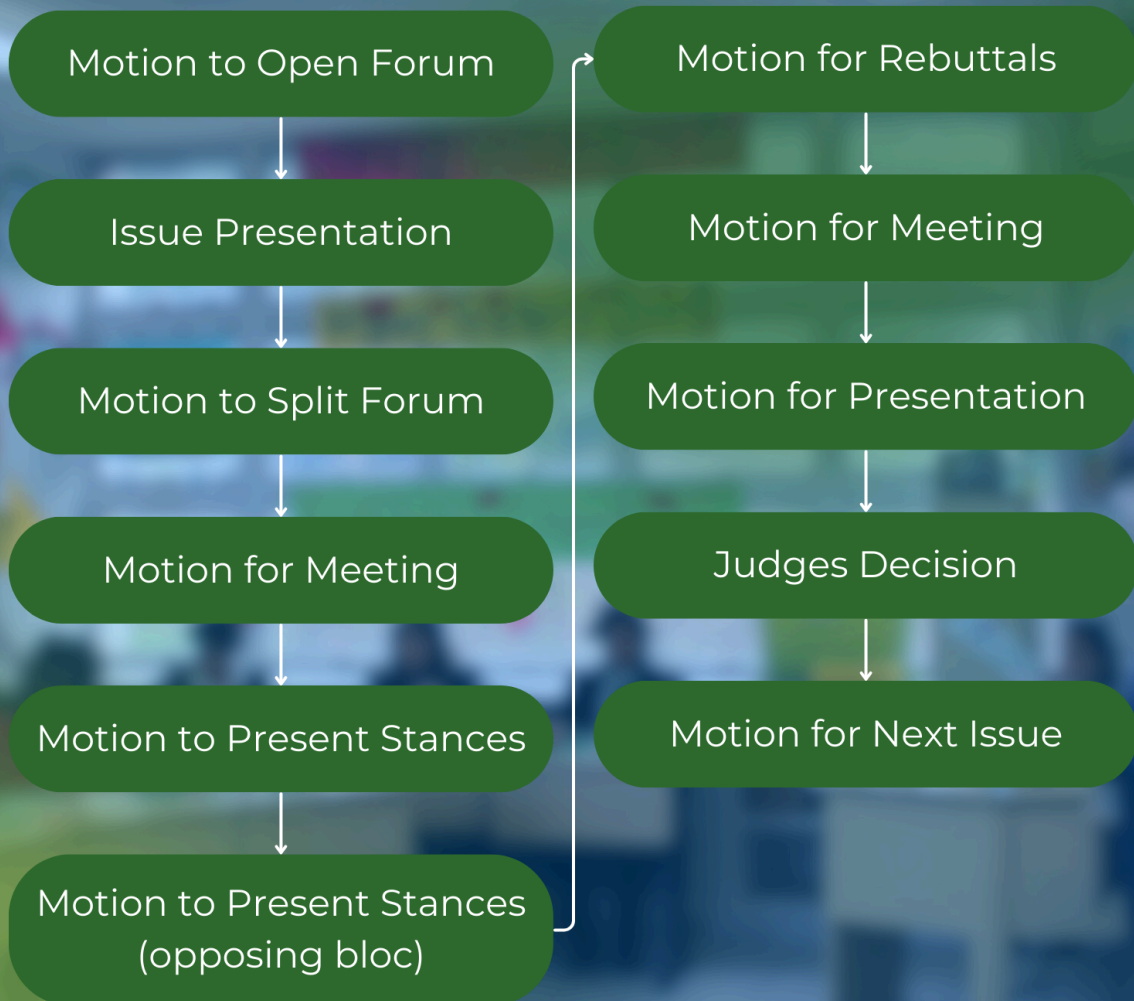 Motion to Open Forum
Issue Presentation
Motion to Split Forum
Motion for Meeting
Motion to Present Stances
Motion to Present Stances
(opposing bloc)
Motion for Rebuttals
Motion for Meeting
Motion for Presentation
Judges Decision
Motion for Next Issue